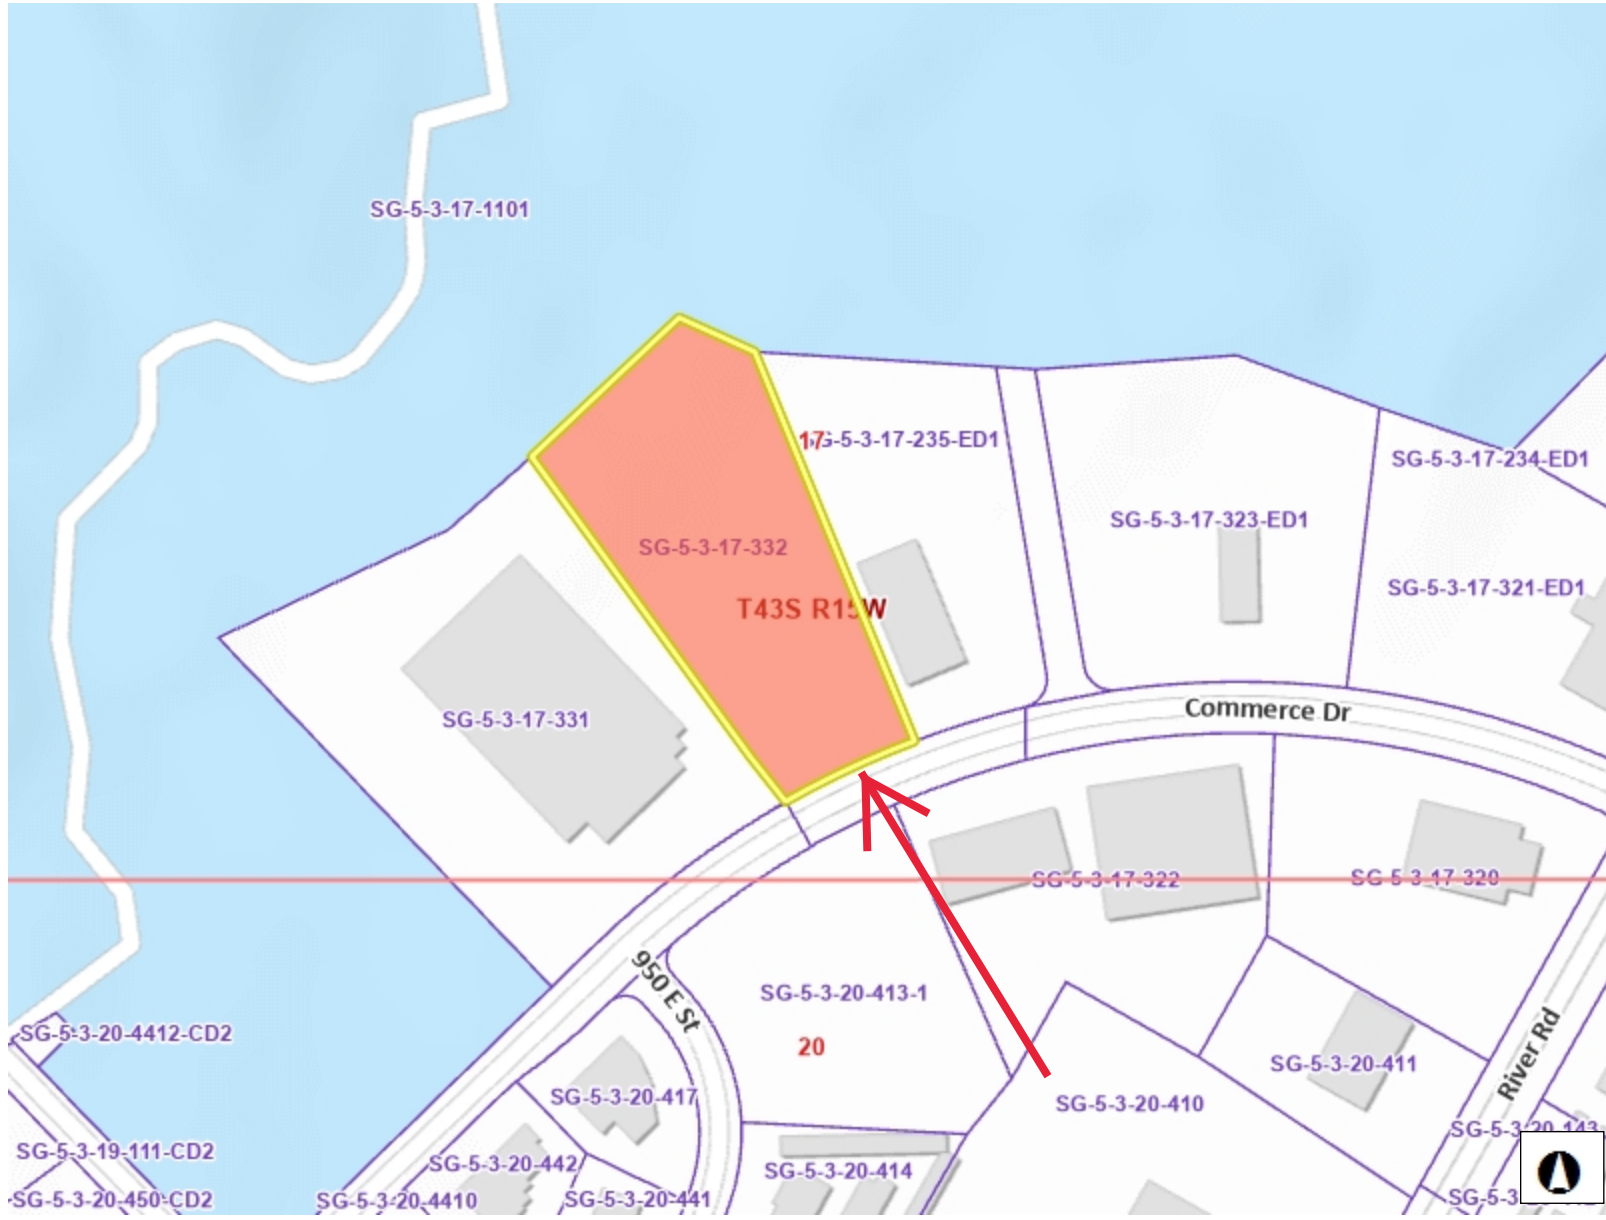 SG-5-3-17-1101
17
SG-5-3-17-235-ED1
SG-5-3-17-234-ED1
SG-5-3-17-323-ED1
SG-5-3-17-332
SG-5-3-17-321-ED1
T43S R15W
Commerce Dr
SG-5-3-17-331
SG-5-3-17-322
SG-5-3-17-320
950 E St
SG-5-3-20-413-1
20
SG-5-3-20-4412-CD2
River Rd
SG-5-3-20-411
SG-5-3-20-417
SG-5-3-20-410
SG-5-3-20-143
SG-5-3-19-111-CD2
SG-5-3-20-442
SG-5-3-20-414
SG-5-3-20-450-CD2
SG-5-3-20-4410
SG-5-3-20-441